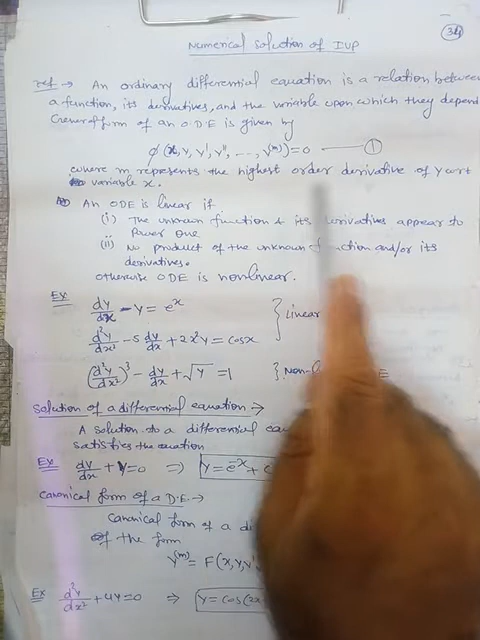 34
Numerical Solution of IVP
Def → An ordinary differential equation is a relation between
a function, its derivatives, and the variable upon which they depend
General form of an O.D.E is given by
φ(x, y, y', y'', ..., y^(m)) = 0 —— ①
where m represents the highest order derivative of y w.r.t
variable x.
An ODE is linear if
(i) The unknown function & its derivatives appear to
Power one
(ii) No product of the unknown function and/or its
derivatives.
otherwise ODE is nonlinear.
Ex dy/dx - y = e^x
} Linear
d²y/dx² - 5 dy/dx + 2x²y = cosx
(d²y/dx²)³ - dy/dx + √y = 1 } Non-l E
Solution of a differential equation →
A solution to a differential
satisfies the equation
Ex dy/dx + y = 0 ⇒ y = e^-x + c
Canonical form of a D.E →
Canonical form of a di
of the form
y^(m) = F(x, y, y',
Ex d²y/dx² + 4y = 0 ⇒ y = cos(2x